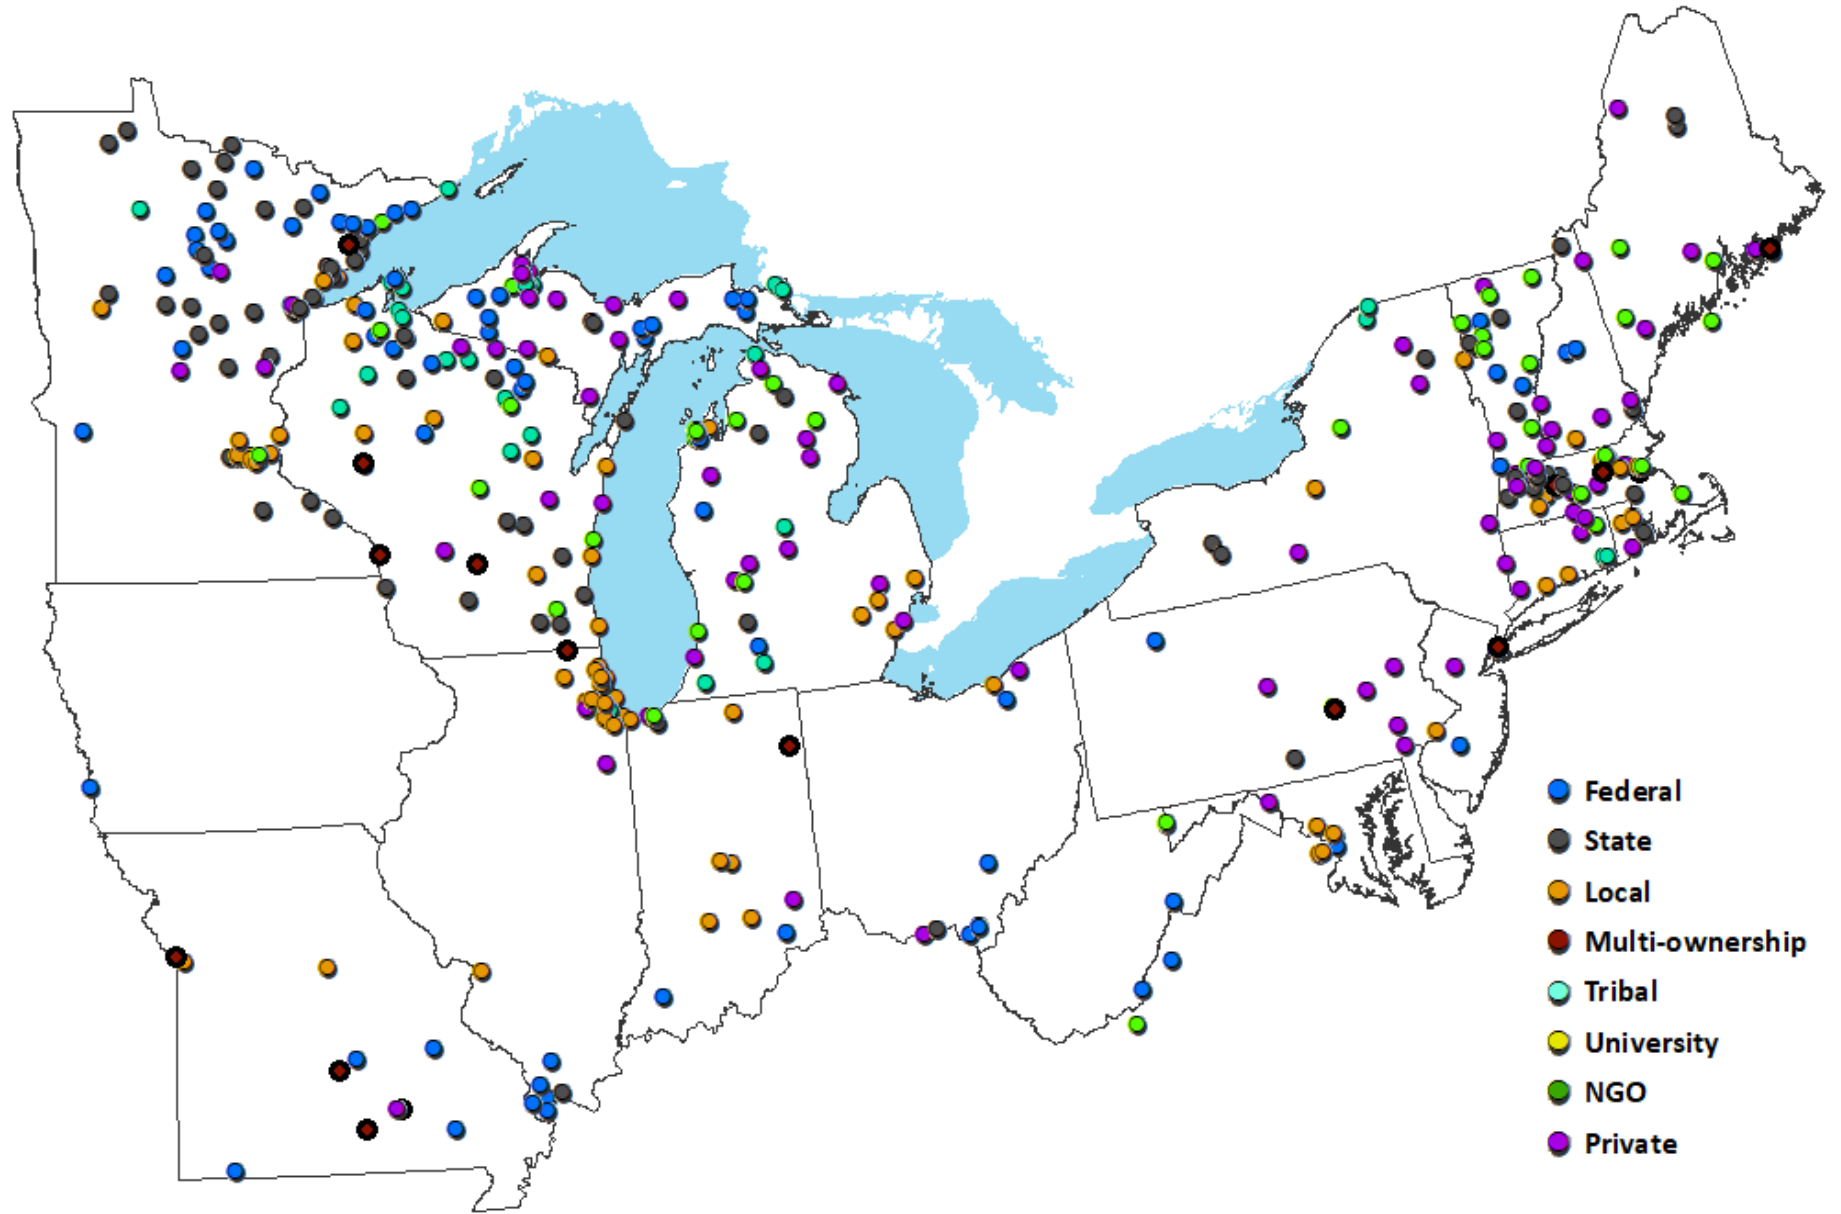 Federal
State
Local
Multi-ownership
Tribal
University
NGO
Private